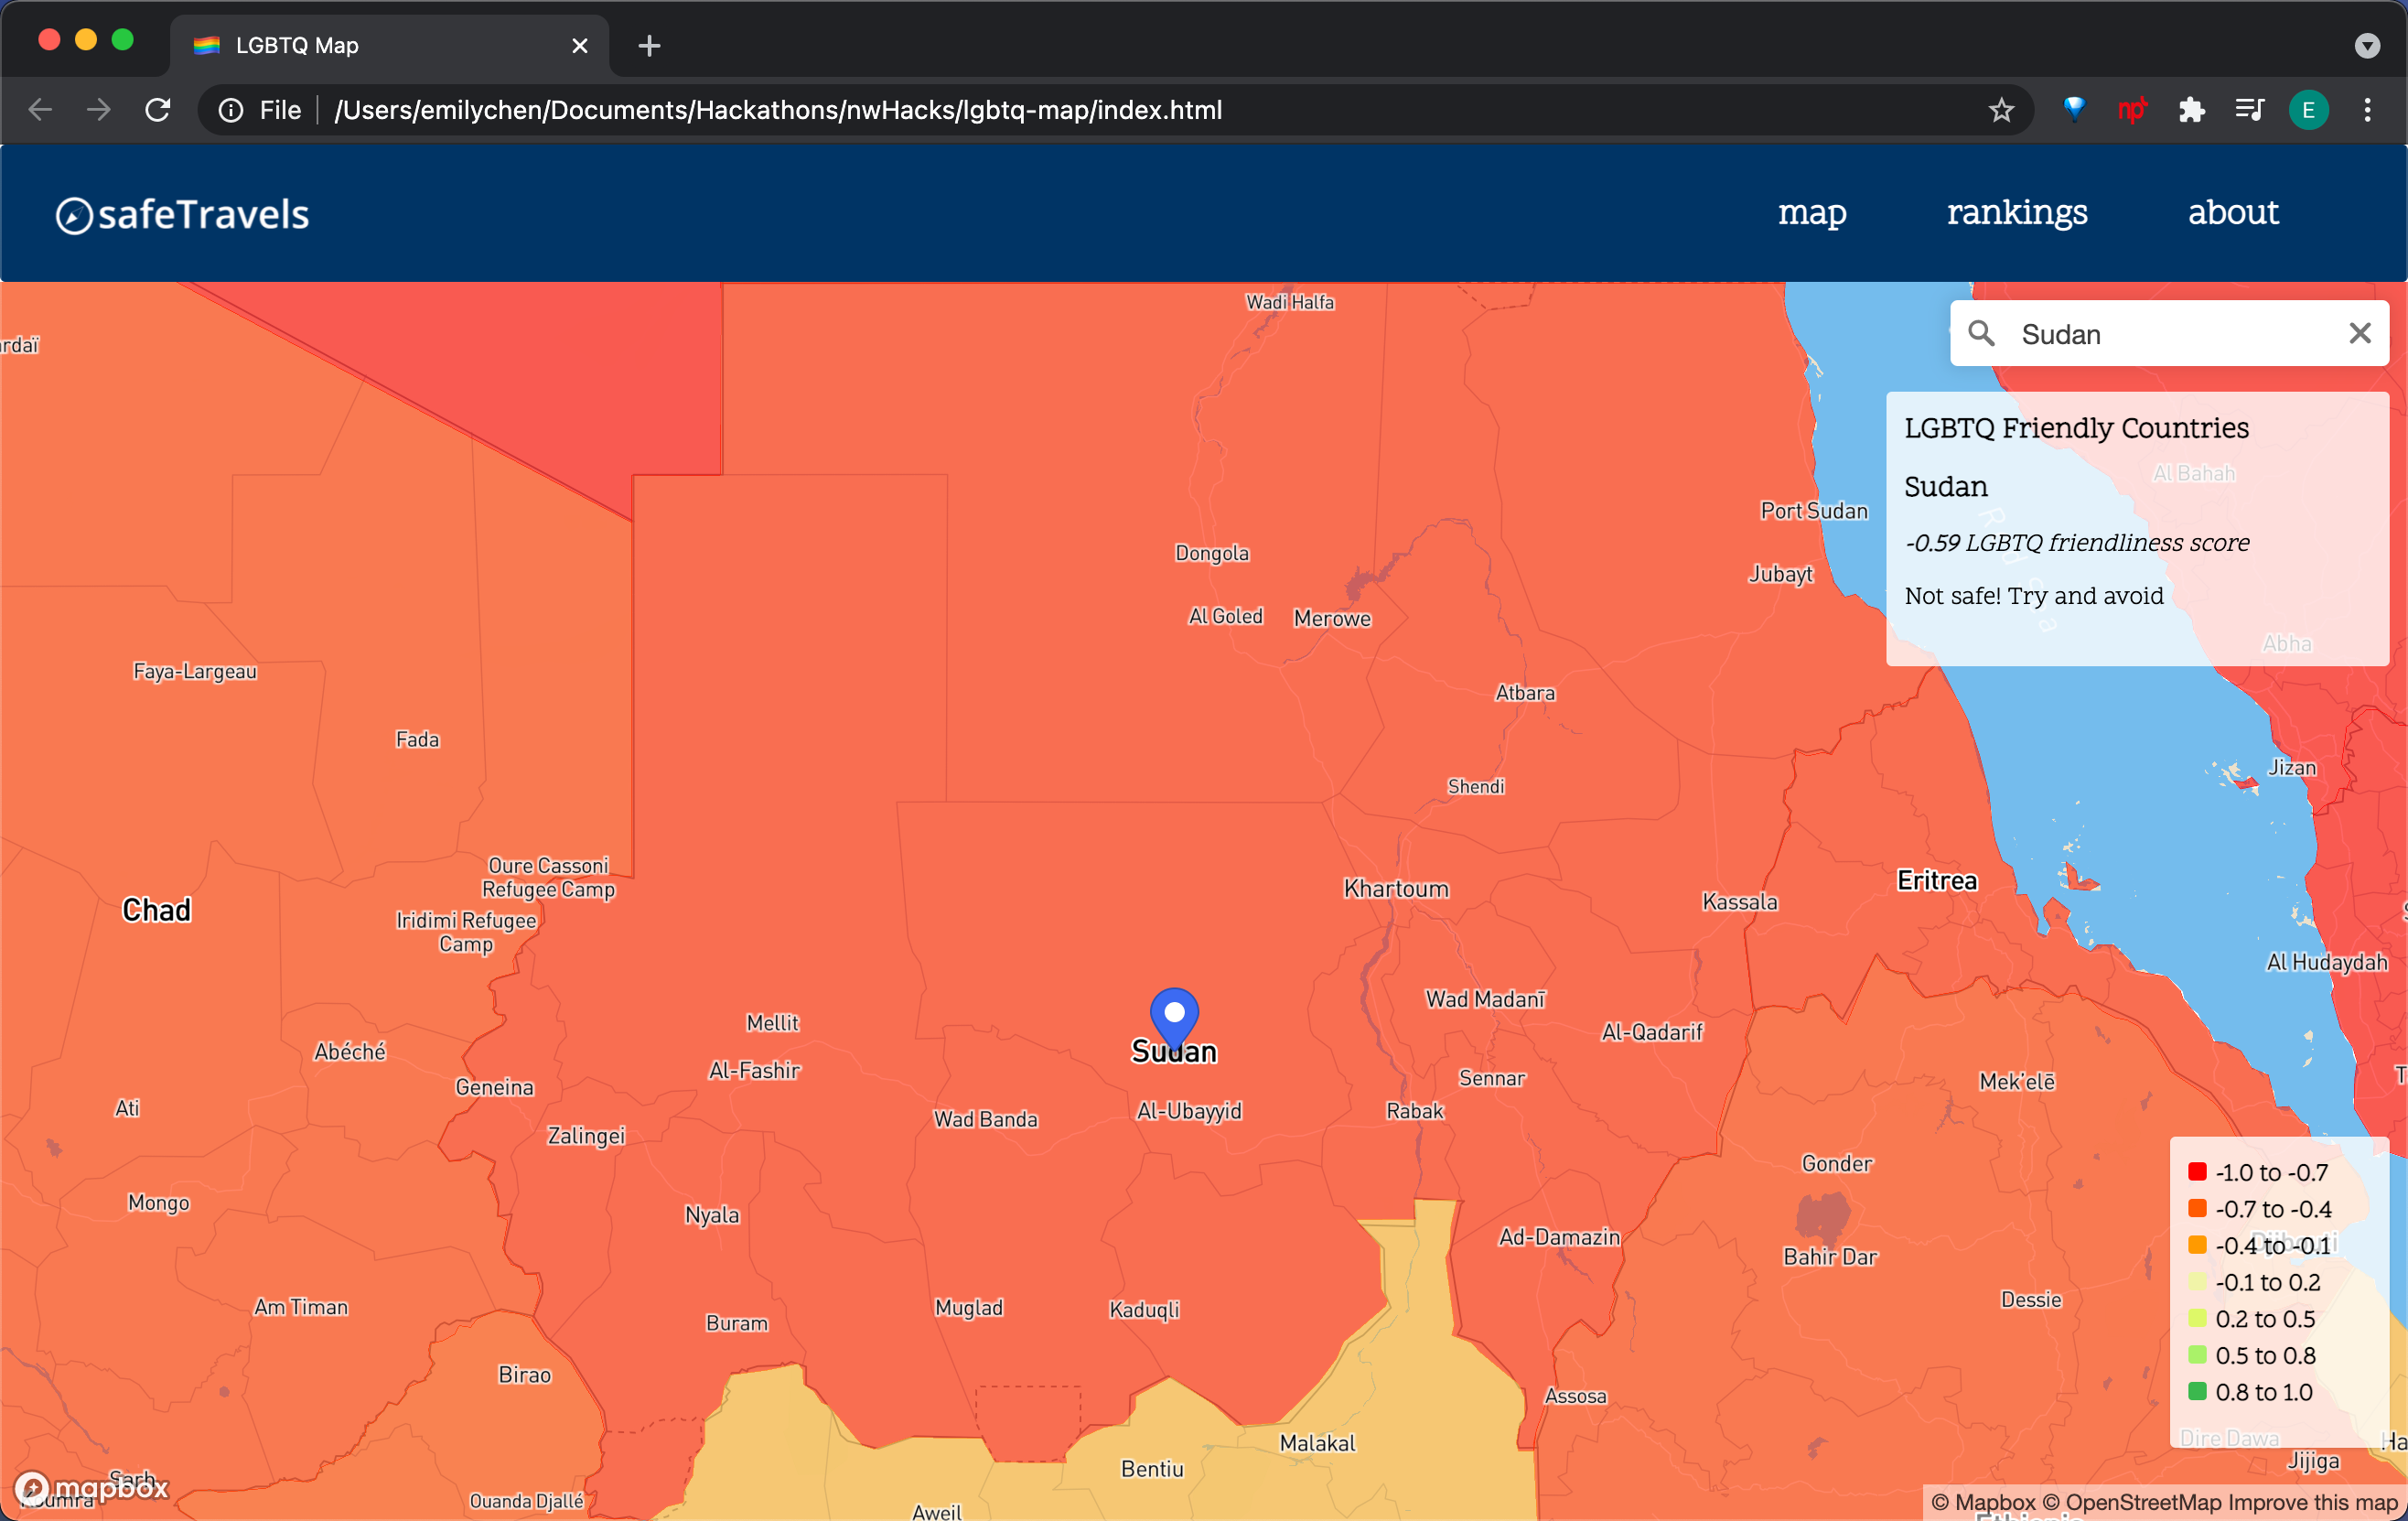 LGBTQ Map
File
/Users/emilychen/Documents/Hackathons/nwHacks/lgbtq-map/index.html
np
E
safeTravels
map
rankings
about
Wadi Halfa
Sudan
LGBTQ Friendly Countries
Sudan
-0.59 LGBTQ friendliness score
Not safe! Try and avoid
Al Bahah
Abha
Port Sudan
Jubayt
Dongola
Al Goled
Merowe
Faya-Largeau
Atbara
Fada
Jizan
Shendi
Oure Cassoni
Refugee Camp
Khartoum
Eritrea
Kassala
Chad
Iridimi Refugee
Camp
Al Hudaydah
Wad Madanī
Mellit
Al-Qadarif
Abéché
Sudan
Al-Fashir
Geneina
Sennar
Mek'elē
Ati
Wad Banda
Al-Ubayyid
Rabak
Zalingei
Gonder
Mongo
Nyala
Ad-Damazin
Bahir Dar
Am Timan
Muglad
Kaduqli
Buram
Dessie
-1.0 to -0.7
-0.7 to -0.4
-0.4 to -0.1
-0.1 to 0.2
0.2 to 0.5
0.5 to 0.8
0.8 to 1.0
Djibouti
Birao
Assosa
Malakal
Dire Dawa
Bentiu
Jijiga
Sarh
mapbox
Koumra
Ouanda Djallé
Aweil
© Mapbox © OpenStreetMap Improve this map